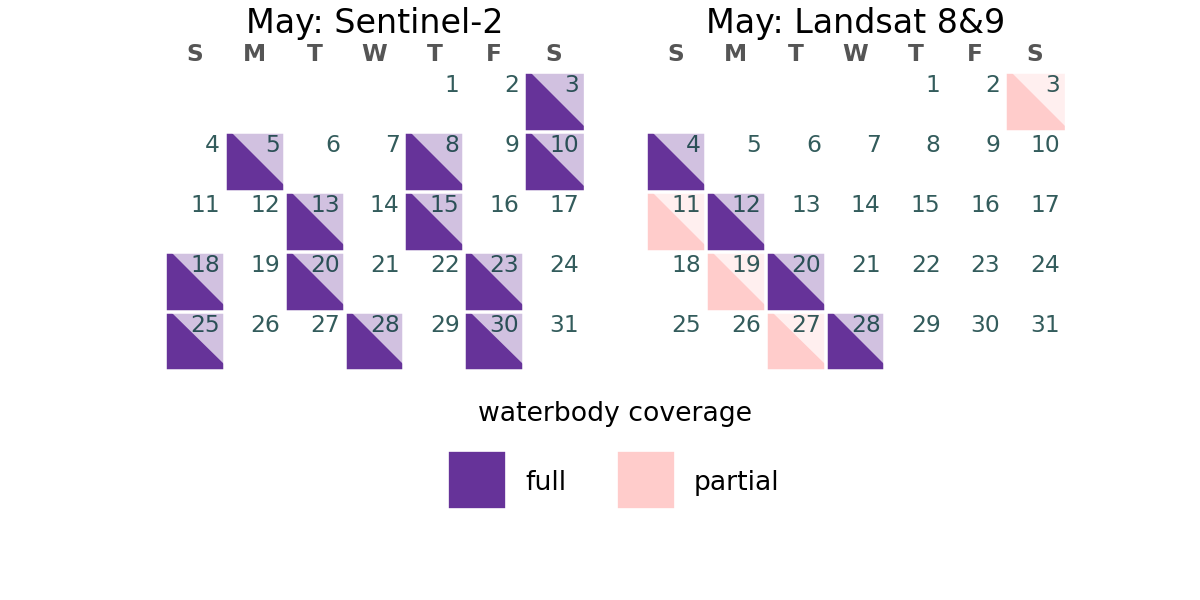 May: Sentinel-2
S M T W T F S
1 2 3
4 5 6 7 8 9 10
11 12 13 14 15 16 17
18 19 20 21 22 23 24
25 26 27 28 29 30 31
May: Landsat 8&9
S M T W T F S
1 2 3
4 5 6 7 8 9 10
11 12 13 14 15 16 17
18 19 20 21 22 23 24
25 26 27 28 29 30 31
waterbody coverage
full
partial